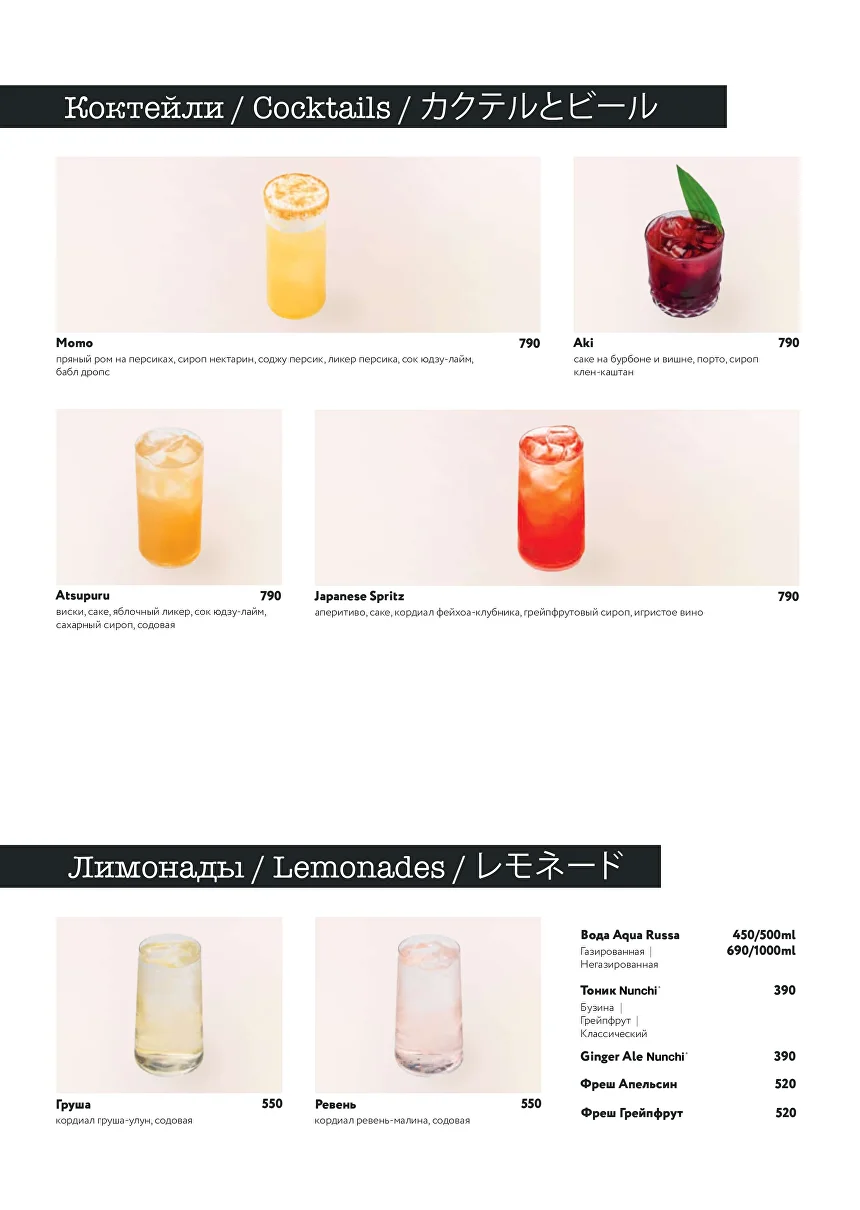 Коктейли / Cocktails / カクテルとビール
Momo 790
пряный ром на персиках, сироп нектарин, соджу персик, ликер персика, сок юдзу-лайм,
бабл дропс
Aki 790
саке на бурбоне и вишне, порто, сироп
клен-каштан
Atsupuru 790
виски, саке, яблочный ликер, сок юдзу-лайм,
сахарный сироп, содовая
Japanese Spritz 790
аперитиво, саке, кордиал фейхоа-клубника, грейпфрутовый сироп, игристое вино
Лимонады / Lemonades / レモネード
Груша 550
кордиал груша-улун, содовая
Ревень 550
кордиал ревень-малина, содовая
Вода Aqua Russa 450/500ml
Газированная | 690/1000ml
Негазированная
Тоник Nunchi 390
Бузина |
Грейпфрут |
Классический
Ginger Ale Nunchi 390
Фреш Апельсин 520
Фреш Грейпфрут 520